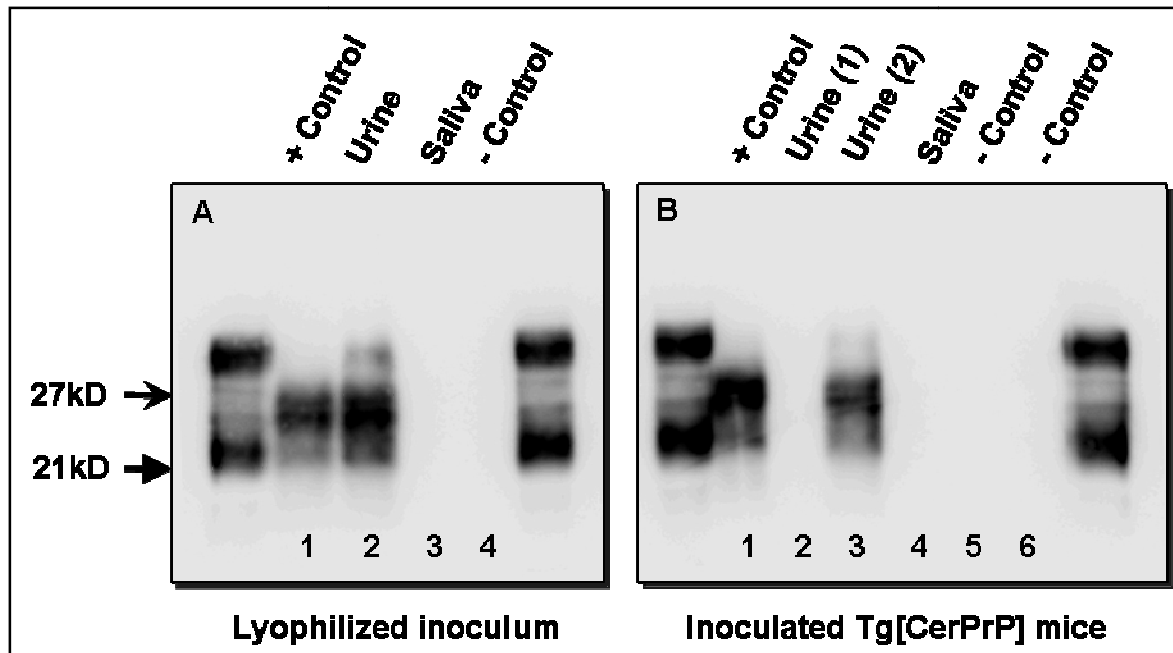 + Control
Urine
Saliva
- Control
+ Control
Urine (1)
Urine (2)
Saliva
- Control
- Control
A
B
27kD
21kD
1 2 3 4
1 2 3 4 5 6
Lyophilized inoculum
Inoculated Tg[CerPrP] mice